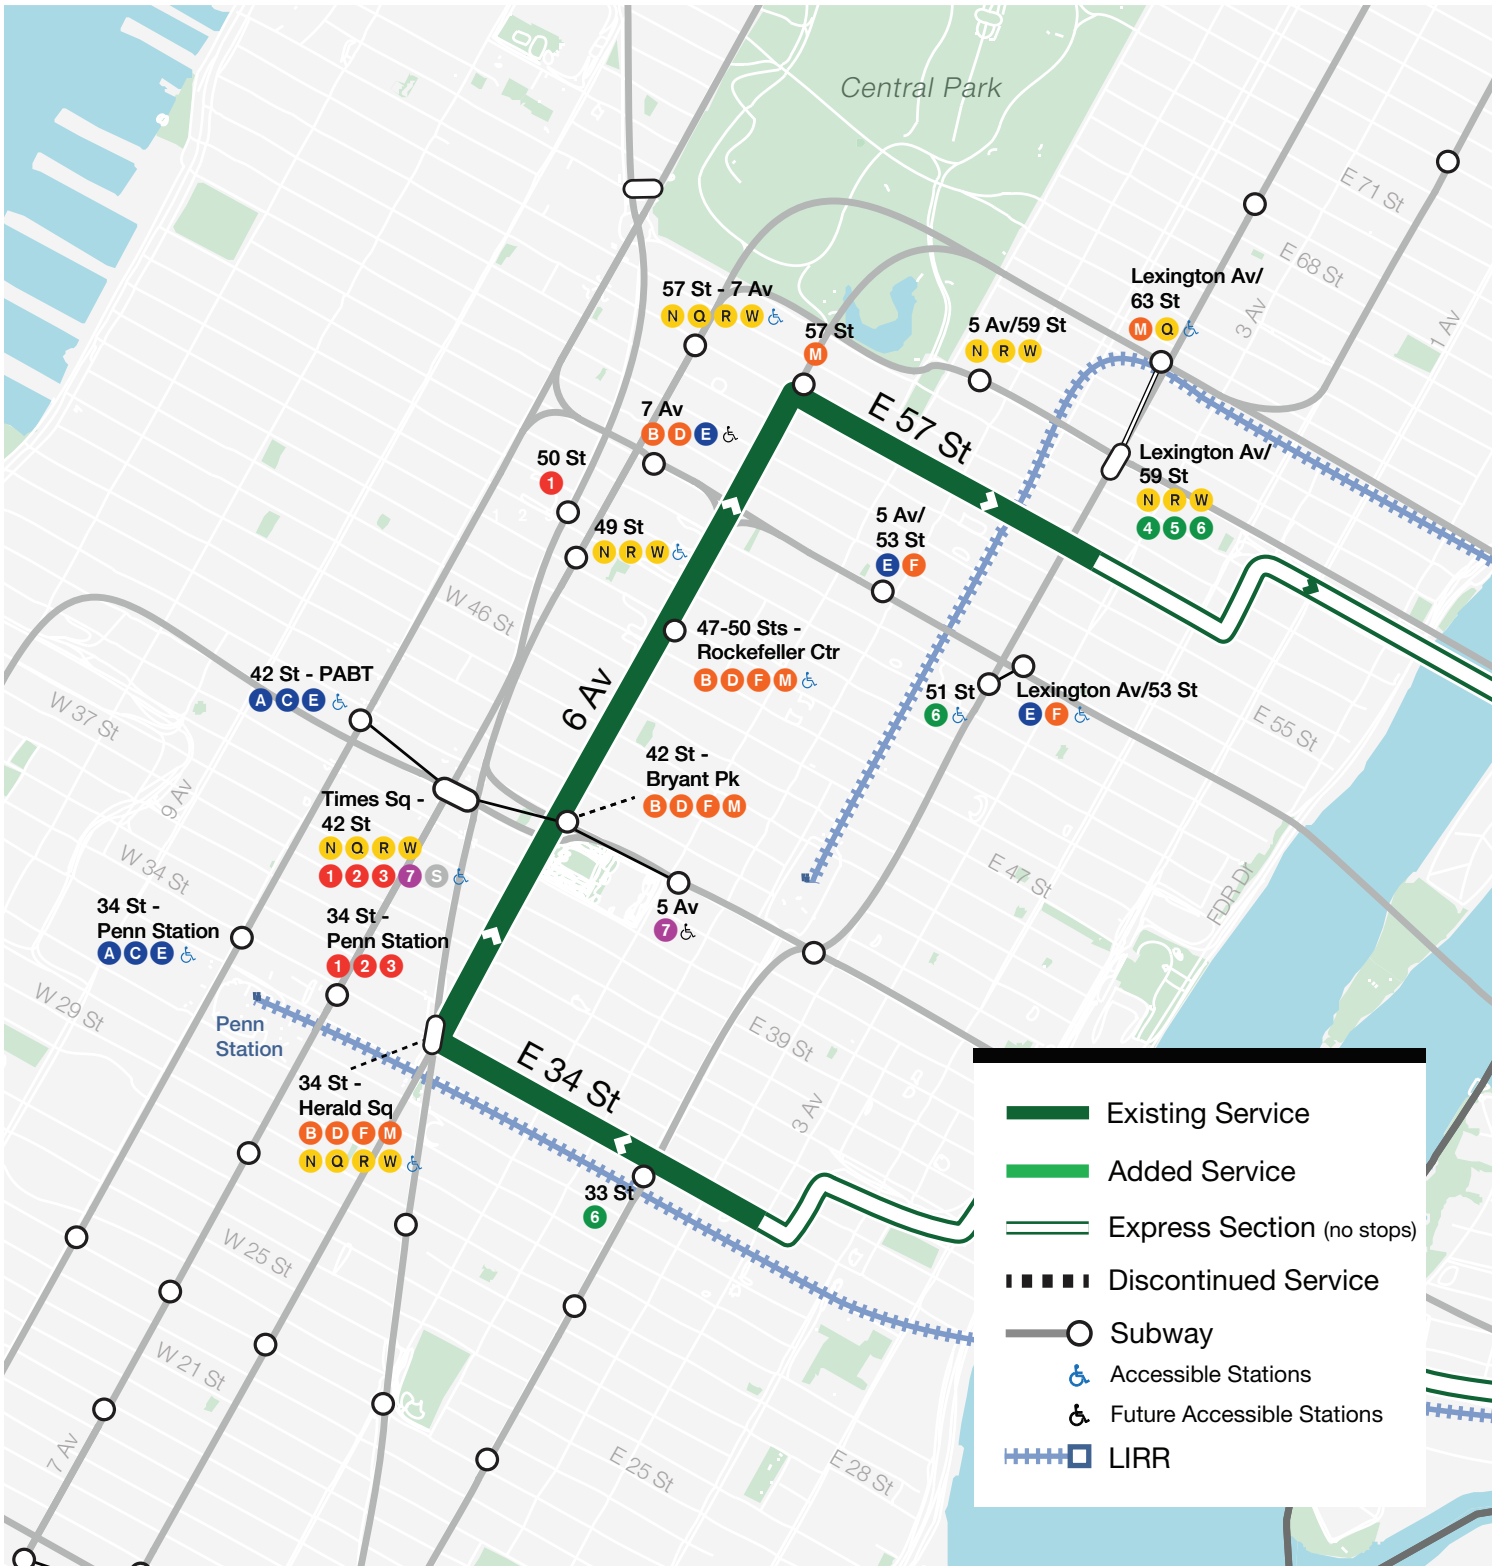 Central Park
E 71 St
E 68 St
3 Av
1 Av
Lexington Av/
63 St
M Q
57 St - 7 Av
N Q R W
57 St
M
5 Av/59 St
N R W
E 57 St
7 Av
B D E
50 St
1
49 St
N R W
Lexington Av/
59 St
N R W
4 5 6
5 Av/
53 St
E F
W 46 St
47-50 Sts -
Rockefeller Ctr
B D F M
6 Av
42 St - PABT
A C E
W 37 St
9 Av
51 St
6
Lexington Av/53 St
E F
E 55 St
42 St -
Bryant Pk
B D F M
Times Sq -
42 St
N Q R W
1 2 3 7 S
W 34 St
E 47 St
FDR Dr
5 Av
7
34 St -
Penn Station
A C E
34 St -
Penn Station
1 2 3
W 29 St
Penn
Station
E 39 St
E 34 St
3 Av
34 St -
Herald Sq
B D F M
N Q R W
33 St
6
W 25 St
W 21 St
7 Av
E 25 St
E 28 St
Existing Service
Added Service
Express Section (no stops)
Discontinued Service
Subway
Accessible Stations
Future Accessible Stations
LIRR